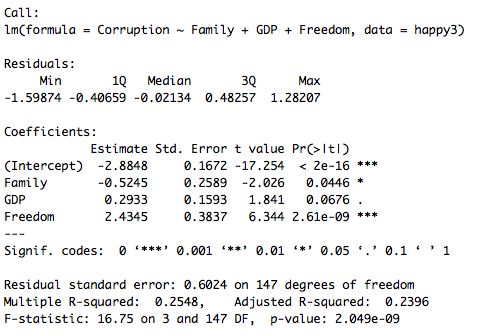 Call:
lm(formula = Corruption ~ Family + GDP + Freedom, data = happy3)
Residuals:
Min 1Q Median 3Q Max
-1.59874 -0.40659 -0.02134 0.48257 1.28207
Coefficients:
Estimate Std. Error t value Pr(>|t|)
(Intercept) -2.8848 0.1672 -17.254 < 2e-16 ***
Family -0.5245 0.2589 -2.026 0.0446 *
GDP 0.2933 0.1593 1.841 0.0676 .
Freedom 2.4345 0.3837 6.344 2.61e-09 ***
---
Signif. codes: 0 ‘***’ 0.001 ‘**’ 0.01 ‘*’ 0.05 ‘.’ 0.1 ‘ ’ 1
Residual standard error: 0.6024 on 147 degrees of freedom
Multiple R-squared: 0.2548, Adjusted R-squared: 0.2396
F-statistic: 16.75 on 3 and 147 DF, p-value: 2.049e-09